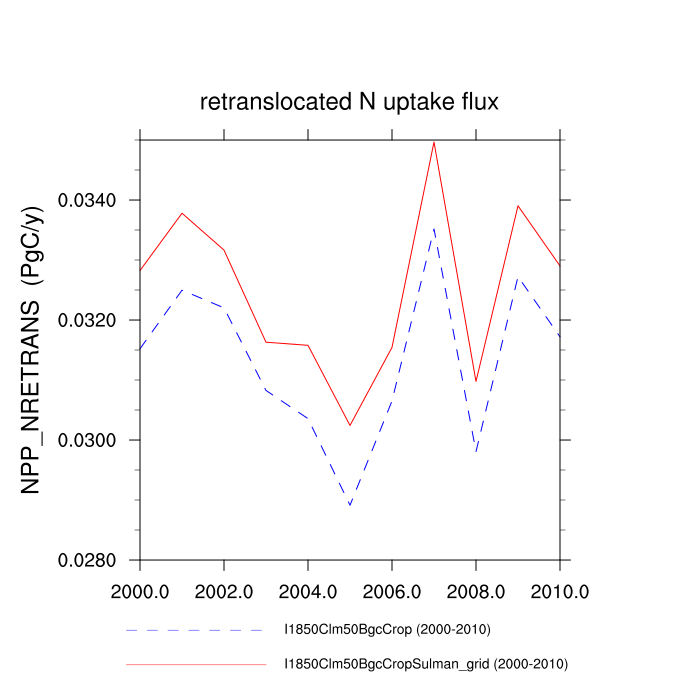 retranslocated N uptake flux
NPP_NRETRANS (PgC/y)
0.0340
0.0320
0.0300
0.0280
2000.0 2002.0 2004.0 2006.0 2008.0 2010.0
I1850Clm50BgcCrop (2000-2010)
I1850Clm50BgcCropSulman_grid (2000-2010)